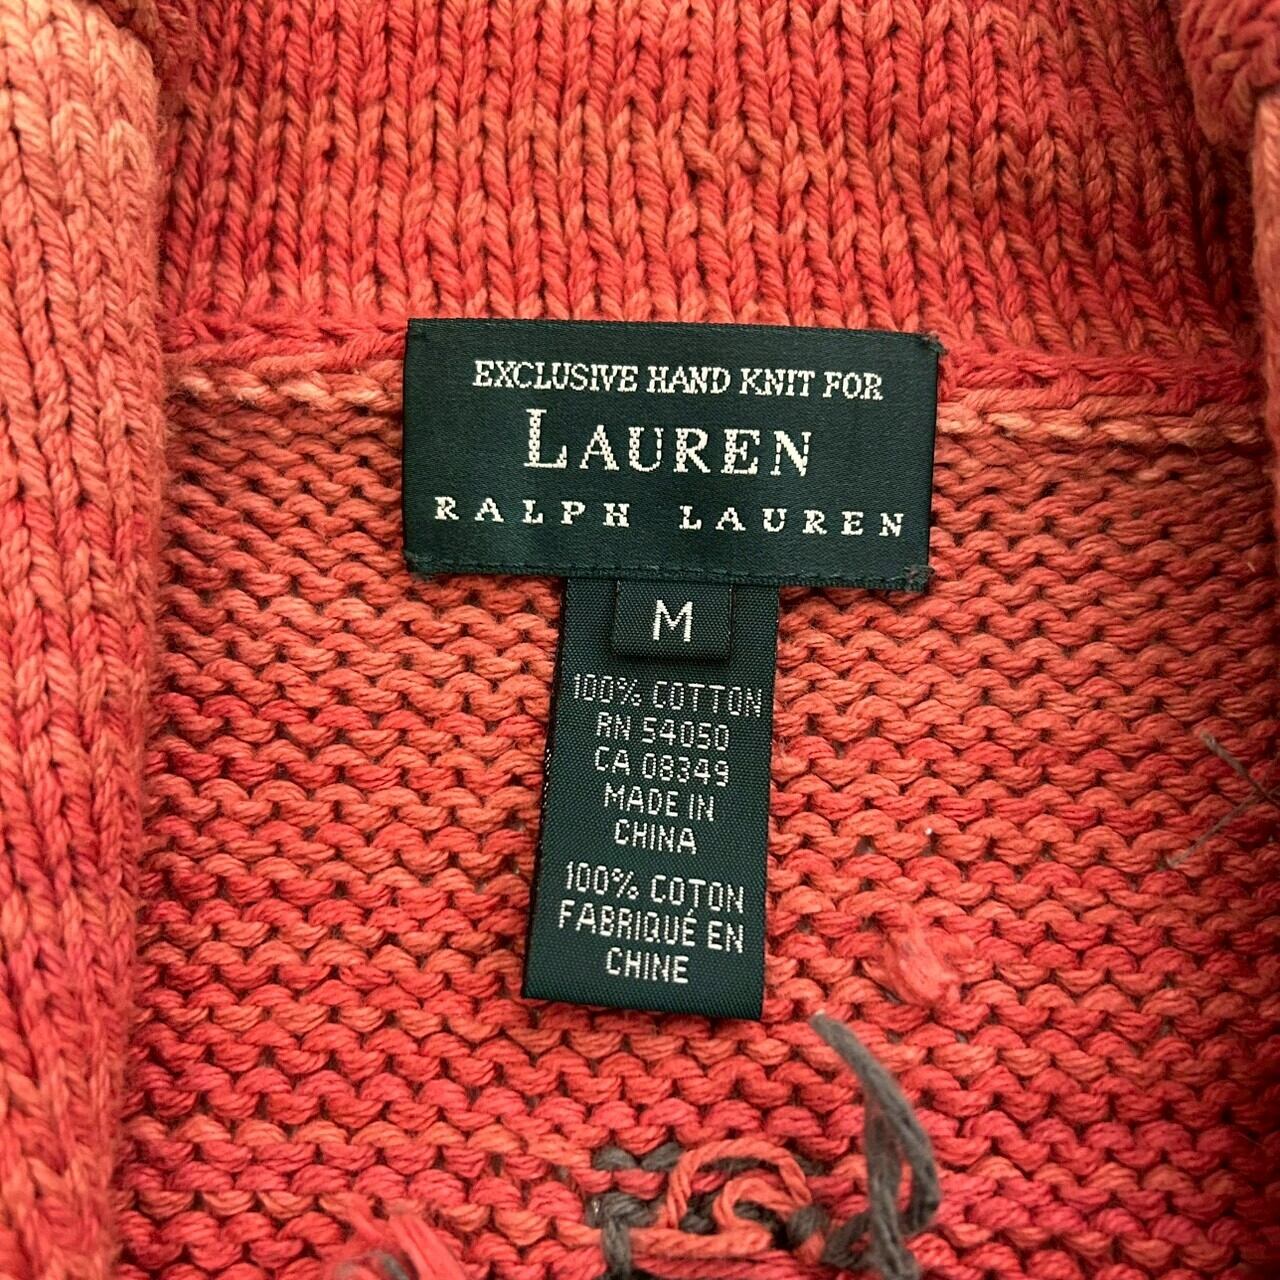 EXCLUSIVE HAND KNIT FOR
LAUREN
RALPH LAUREN
M
100% COTTON
RN 54050
CA 08349
MADE IN
CHINA
100% COTON
FABRIQUÉ EN
CHINE